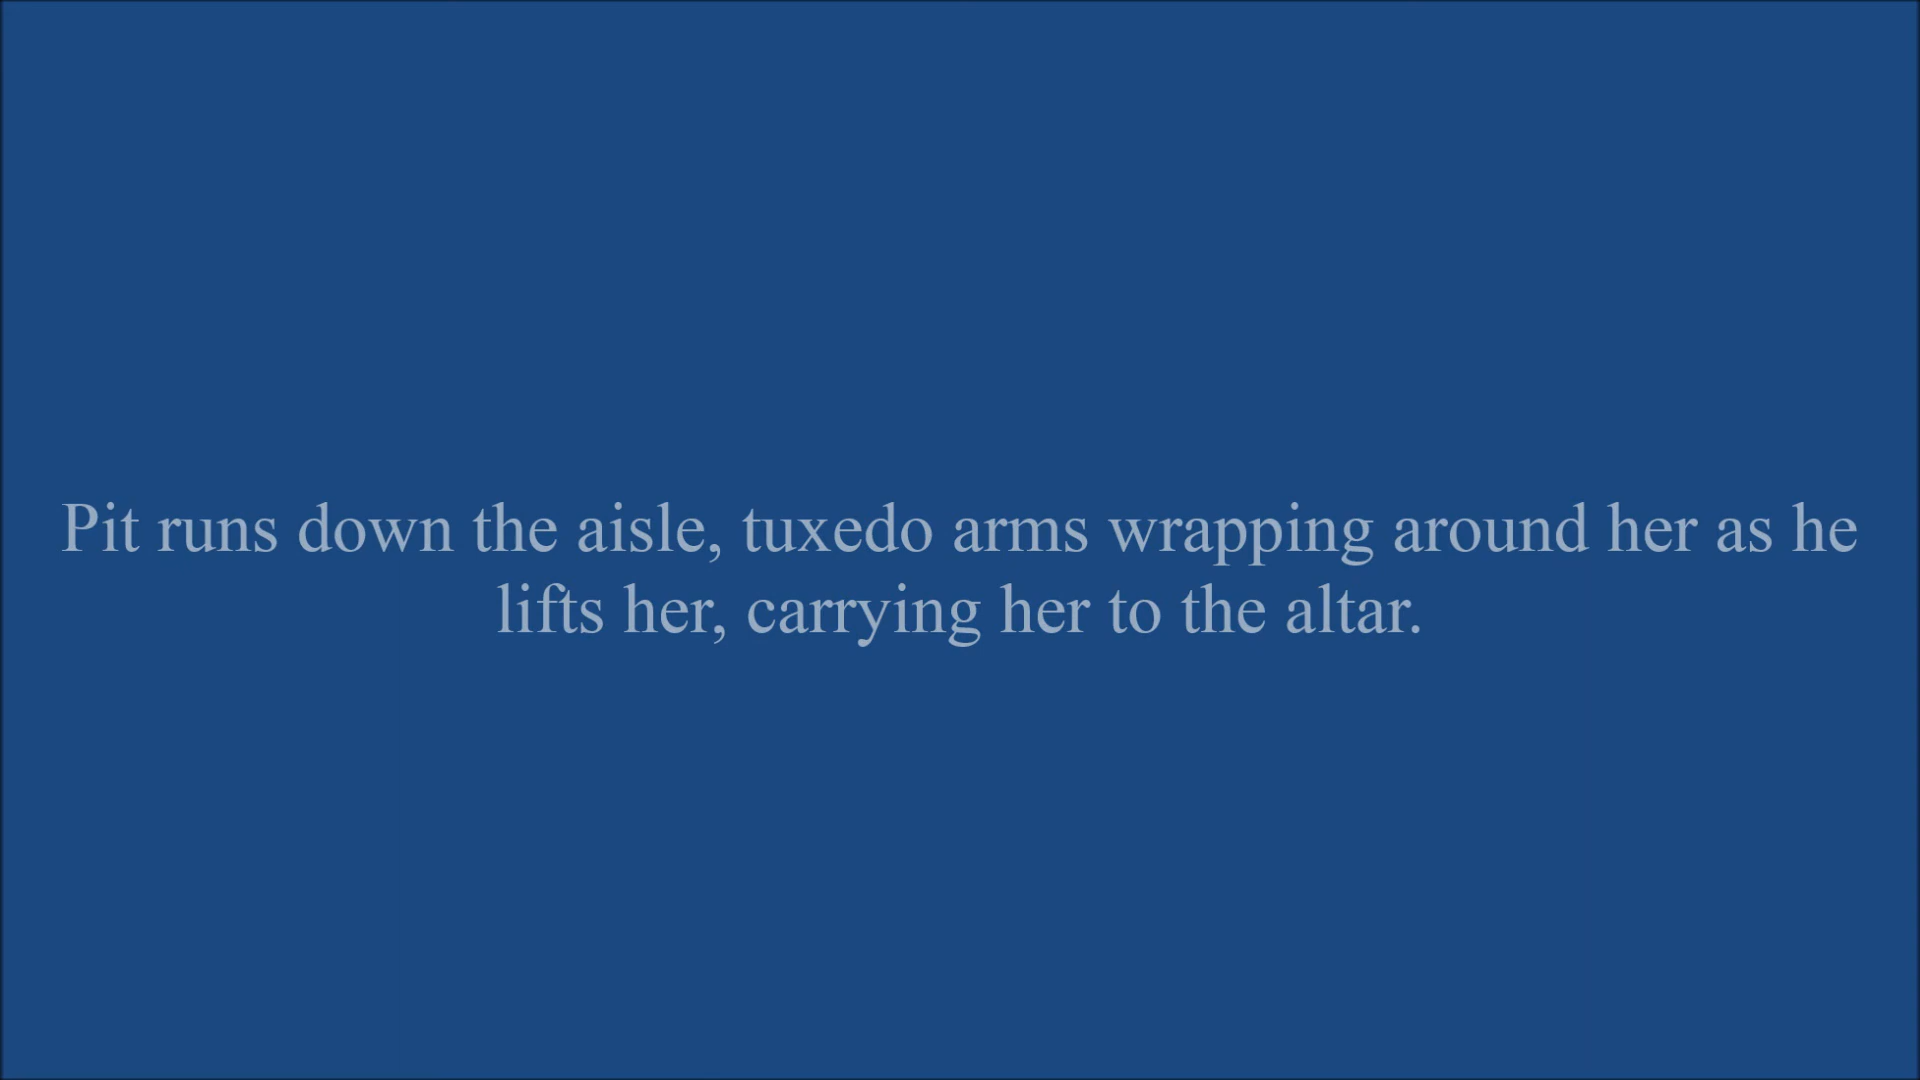 Pit runs down the aisle, tuxedo arms wrapping around her as he
lifts her, carrying her to the altar.